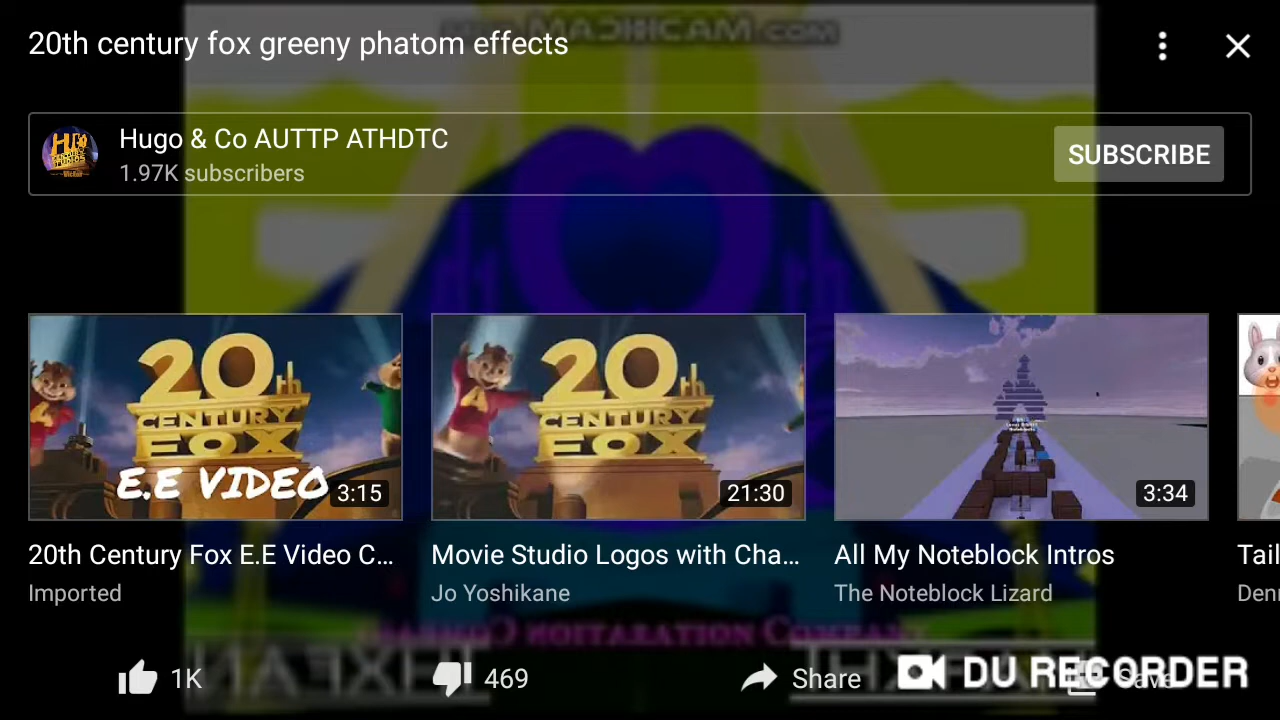 20th century fox greeny phatom effects
Hugo & Co AUTTP ATHDTC
1.97K subscribers
SUBSCRIBE
20th
CENTURY
FOX
E.E VIDEO
3:15
20th
CENTURY
FOX
21:30
3:34
20th Century Fox E.E Video C...
Movie Studio Logos with Cha...
All My Noteblock Intros
Tail
Imported
Jo Yoshikane
The Noteblock Lizard
Denn
1K
469
Share
Save
DU RECORDER